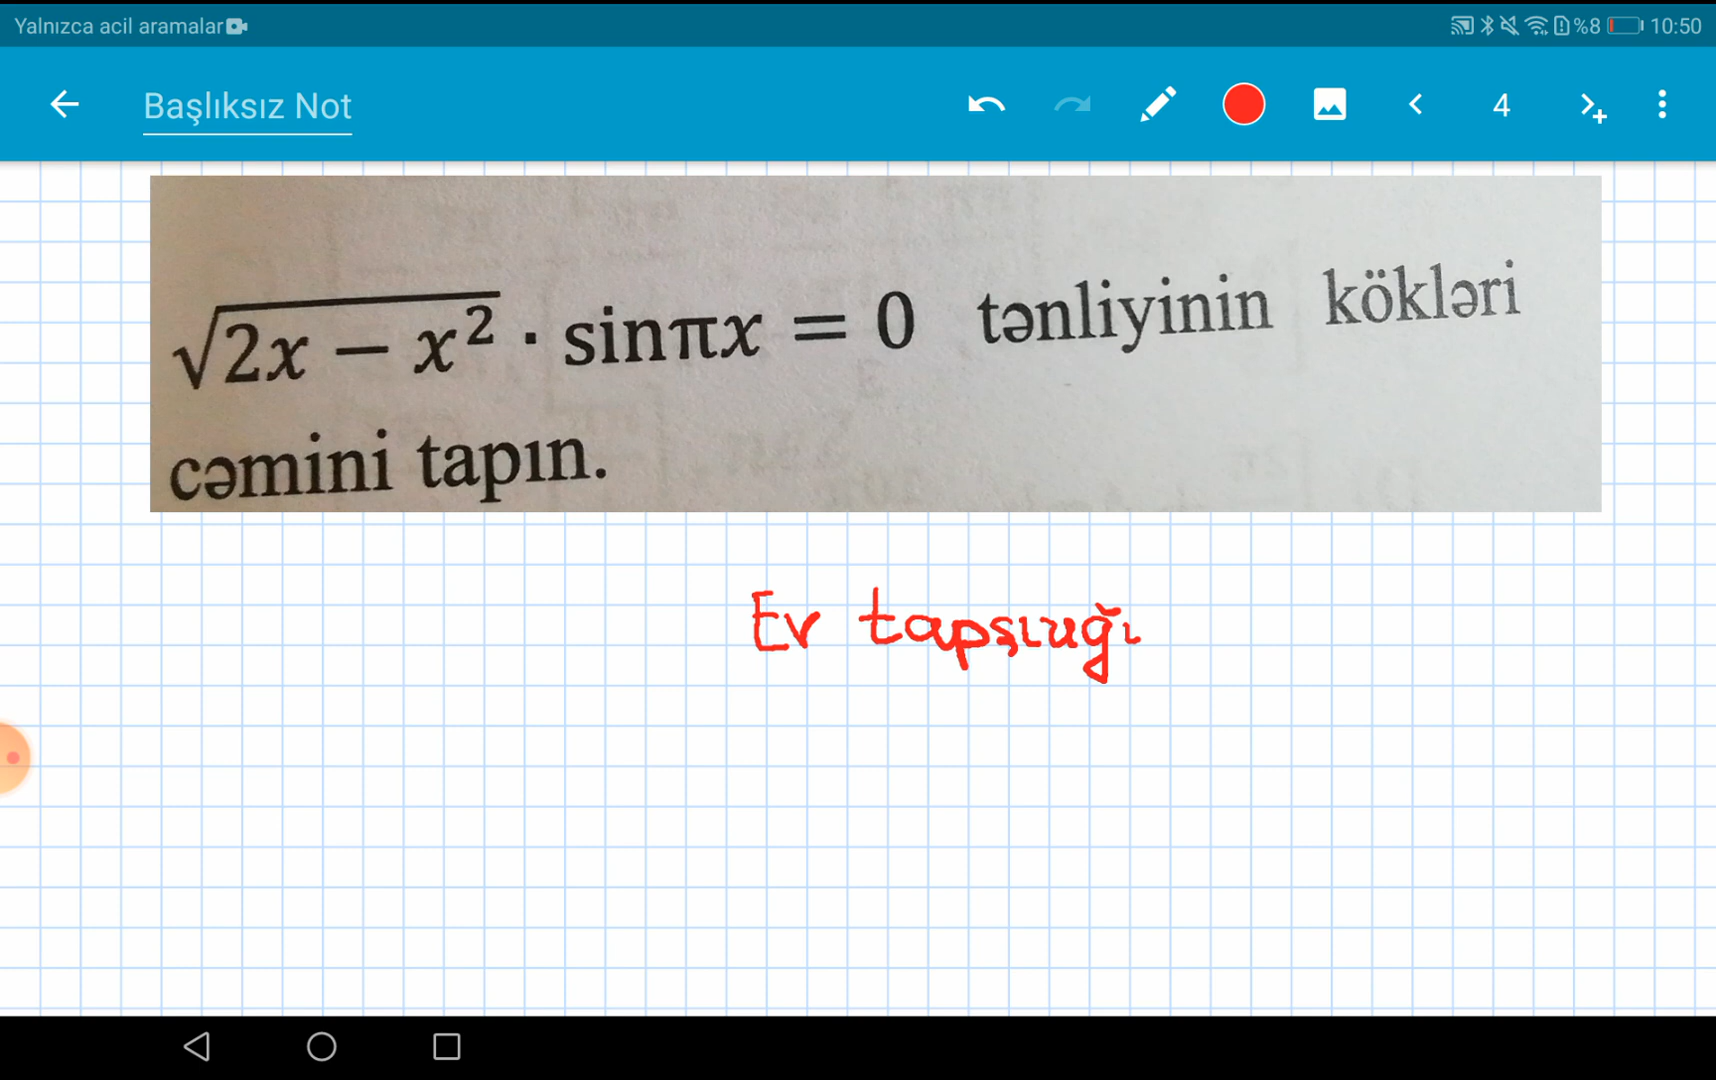 Yalnızca acil aramalar
%8 10:50
Başlıksız Not
4
√2x − x² · sinπx = 0 tənliyinin kökləri
cəmini tapın.
Ev tapşırığı